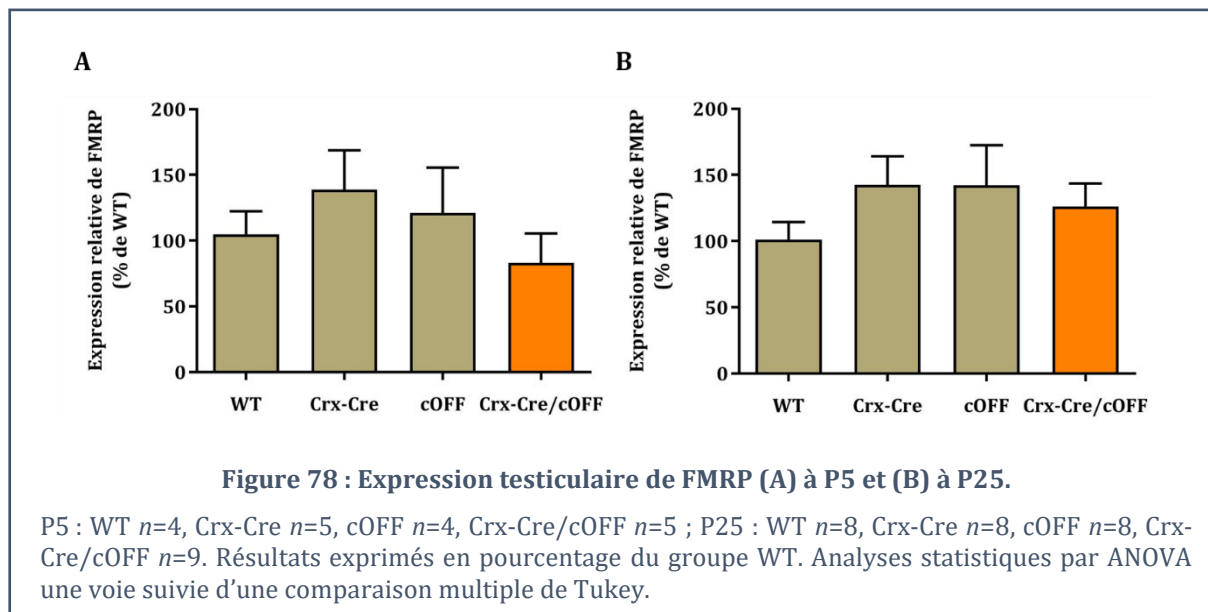 A
B
Expression relative de FMRP
(% de WT)
200
150
100
50
0
WT Crx-Cre cOFF Crx-Cre/cOFF
Expression relative de FMRP
(% de WT)
200
150
100
50
0
WT Crx-Cre cOFF Crx-Cre/cOFF
Figure 78 : Expression testiculaire de FMRP (A) à P5 et (B) à P25.
P5 : WT n=4, Crx-Cre n=5, cOFF n=4, Crx-Cre/cOFF n=5 ; P25 : WT n=8, Crx-Cre n=8, cOFF n=8, Crx-
Cre/cOFF n=9. Résultats exprimés en pourcentage du groupe WT. Analyses statistiques par ANOVA
une voie suivie d’une comparaison multiple de Tukey.